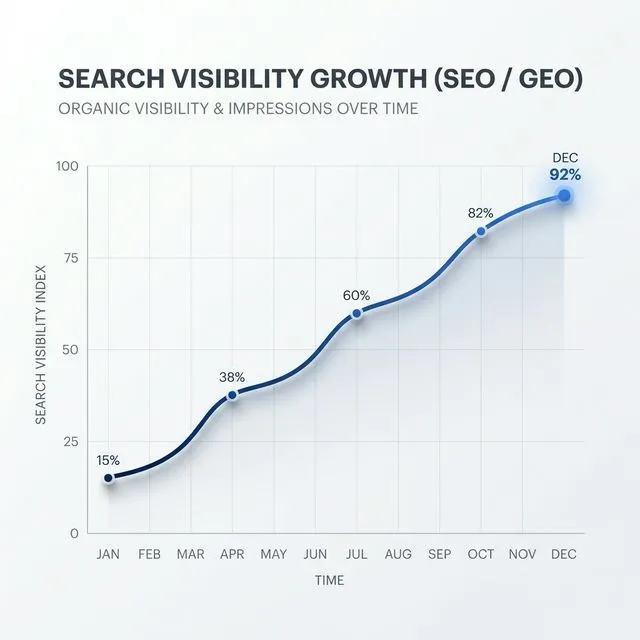 SEARCH VISIBILITY GROWTH (SEO / GEO)
ORGANIC VISIBILITY & IMPRESSIONS OVER TIME
DEC
92%
100
82%
75
60%
SEARCH VISIBILITY INDEX
50
38%
25
15%
0
JAN FEB MAR APR MAY JUN JUL AUG SEP OCT NOV DEC
TIME